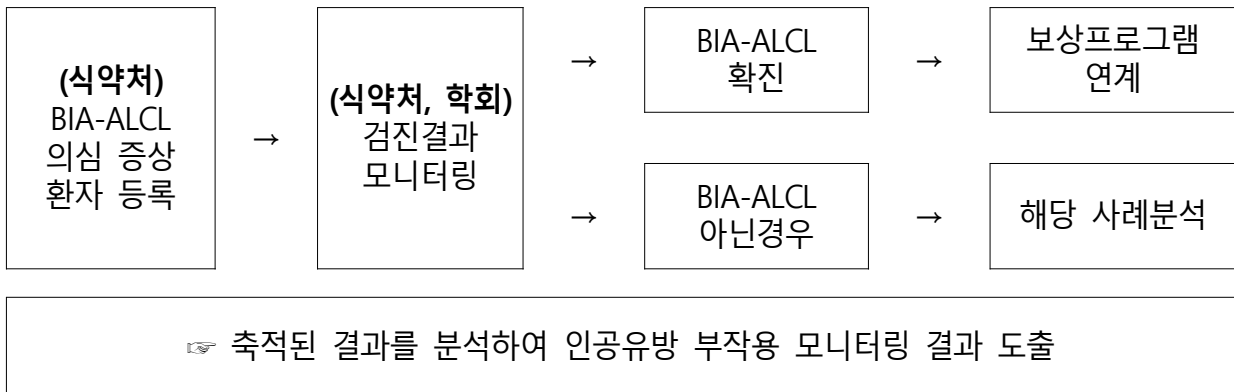 (식약처)
BIA-ALCL
의심 증상
환자 등록
→
(식약처, 학회)
검진결과
모니터링
→
BIA-ALCL
확진
→
보상프로그램
연계
→
BIA-ALCL
아닌경우
→
해당 사례분석
☞ 축적된 결과를 분석하여 인공유방 부작용 모니터링 결과 도출